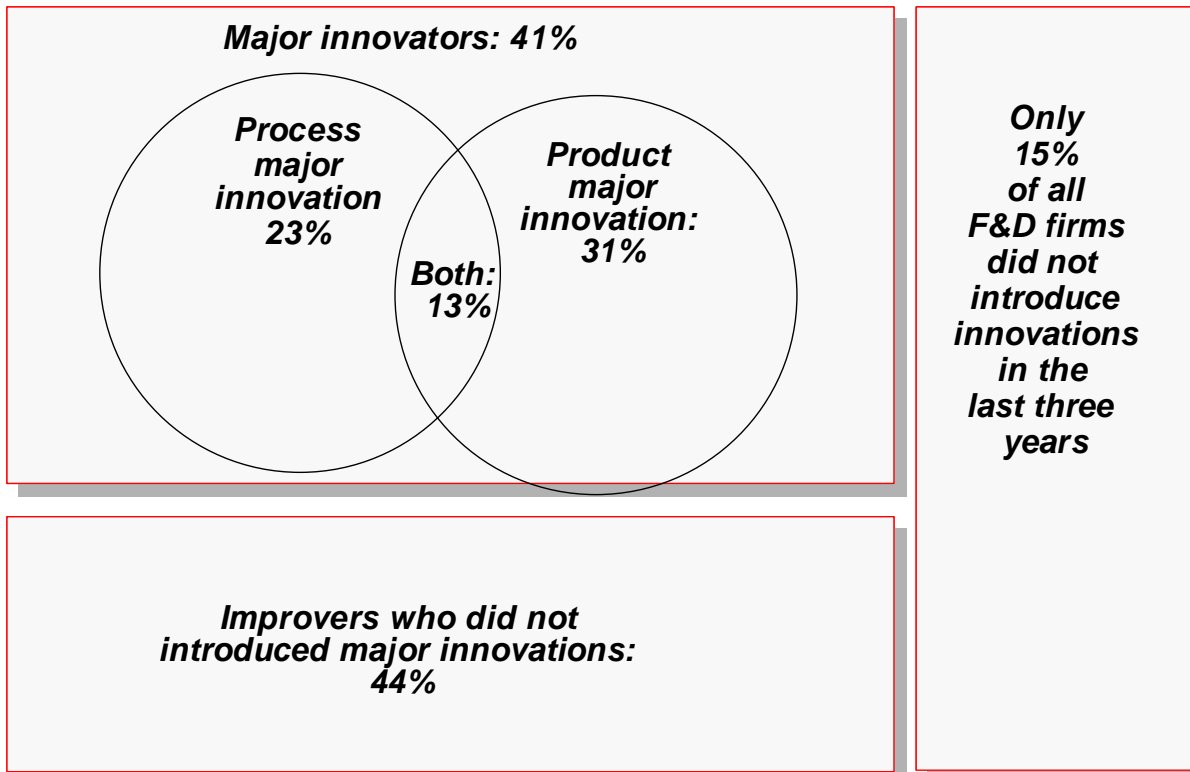 Major innovators: 41%
Process
major
innovation
23%
Product
major
innovation:
31%
Both:
13%
Only
15%
of all
F&D firms
did not
introduce
innovations
in the
last three
years
Improvers who did not
introduced major innovations:
44%